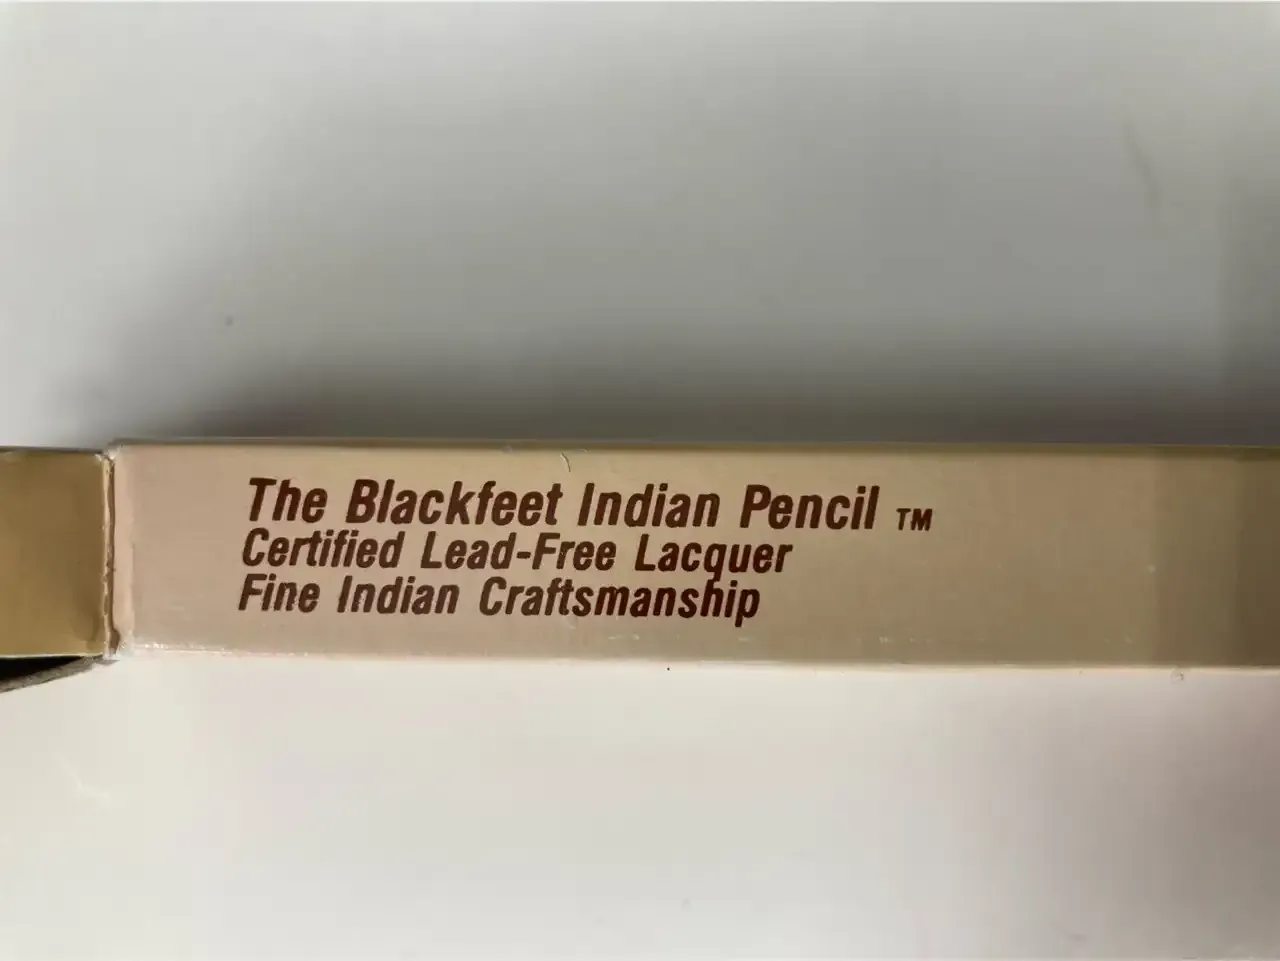 The Blackfeet Indian Pencil TM
Certified Lead-Free Lacquer
Fine Indian Craftsmanship